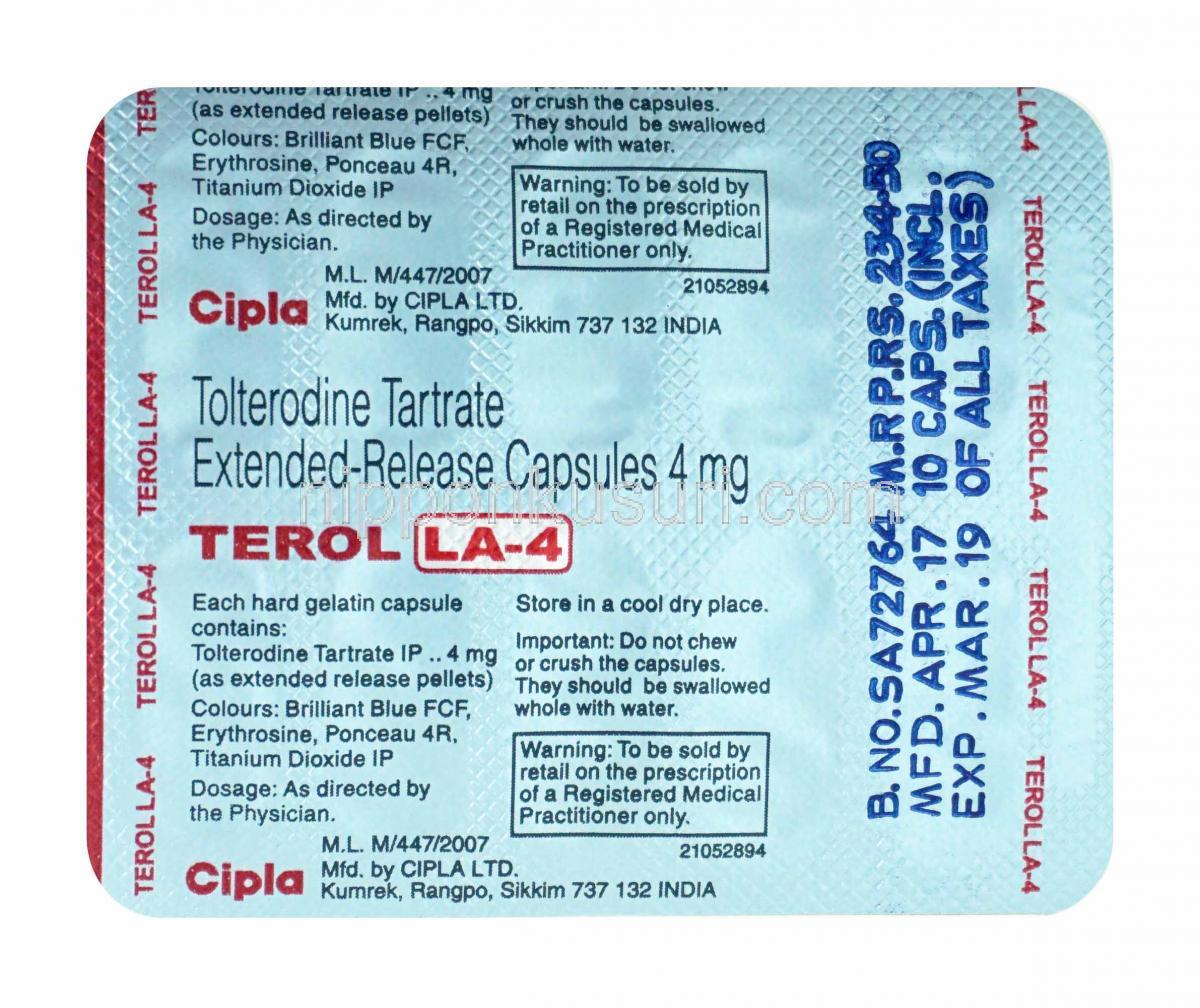 Tolterodine Tartrate IP .. 4 mg
(as extended release pellets)
Colours: Brilliant Blue FCF,
Erythrosine, Ponceau 4R,
Titanium Dioxide IP
Dosage: As directed by
the Physician.
Important: Do not chew
or crush the capsules.
They should be swallowed
whole with water.
Warning: To be sold by
retail on the prescription
of a Registered Medical
Practitioner only.
21052894
Cipla
M.L. M/447/2007
Mfd. by CIPLA LTD.
Kumrek, Rangpo, Sikkim 737 132 INDIA
Tolterodine Tartrate
Extended-Release Capsules 4 mg
nipponkusuri.com
TEROL LA-4
Each hard gelatin capsule
contains:
Tolterodine Tartrate IP .. 4 mg
(as extended release pellets)
Colours: Brilliant Blue FCF,
Erythrosine, Ponceau 4R,
Titanium Dioxide IP
Dosage: As directed by
the Physician.
Store in a cool dry place.
Important: Do not chew
or crush the capsules.
They should be swallowed
whole with water.
Warning: To be sold by
retail on the prescription
of a Registered Medical
Practitioner only.
21052894
Cipla
M.L. M/447/2007
Mfd. by CIPLA LTD.
Kumrek, Rangpo, Sikkim 737 132 INDIA
TER
TEROL LA-4
TEROL LA-4
TEROL LA-4
TEROL LA-4
B. NO.SA72764 M.R P.RS. 234-50
MFD. APR . 17 10 CAPS. (INCL.
EXP. MAR . 19 OF ALL TAXES)
L LA-4
TEROL LA-4
TEROL LA-4
TEROL LA-4
TEROL LA-4